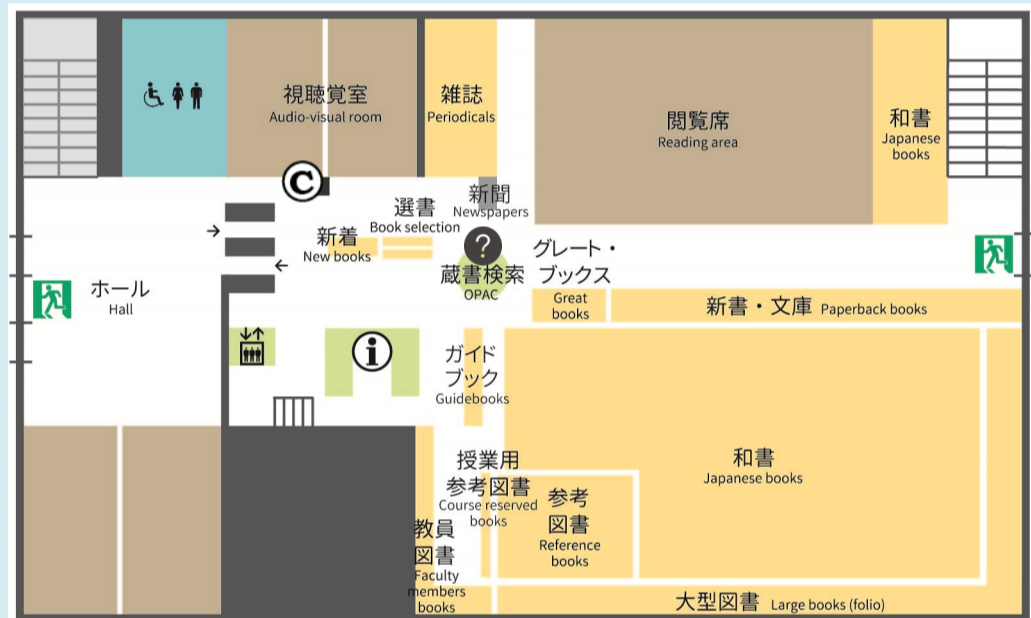 視聴覚室
Audio-visual room
雑誌
Periodicals
閲覧席
Reading area
和書
Japanese
books
©
新聞
Newspapers
選書
Book selection
新着
New books
?
蔵書検索
OPAC
グレート・
ブックス
Great
books
新書・文庫 Paperback books
→
←
ホール
Hall
↓↑
i
ガイド
ブック
Guidebooks
和書
Japanese books
授業用
参考図書
Course reserved
books
参考
図書
Reference
books
教員
図書
Faculty
members
books
大型図書 Large books (folio)